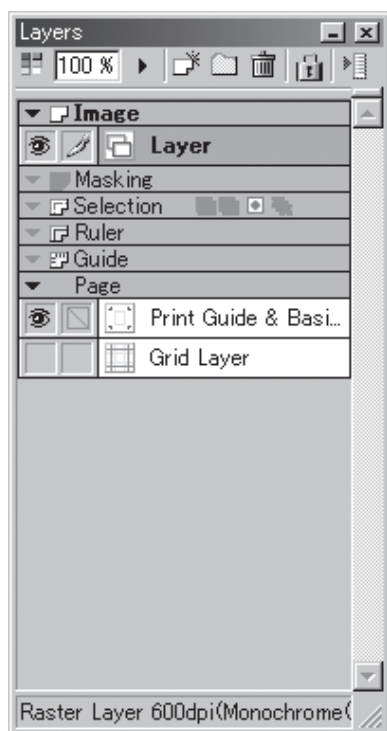 Layers
100 %
Image
Layer
Masking
Selection
Ruler
Guide
Page
Print Guide & Basi...
Grid Layer
Raster Layer 600dpi(Monochrome(